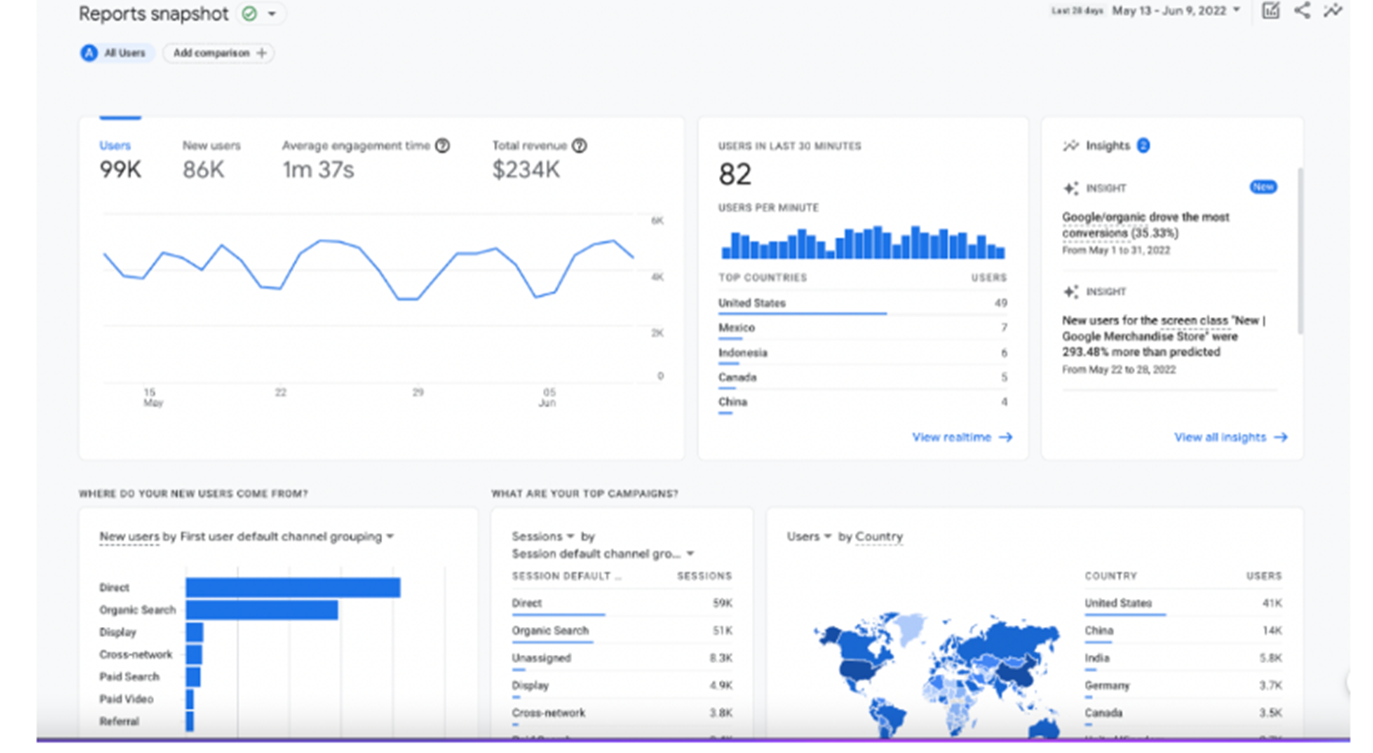 Reports snapshot
Last 28 days May 13 - Jun 9, 2022
A All Users
Add comparison +
Users
99K
New users
86K
Average engagement time ?
1m 37s
Total revenue ?
$234K
6K
4K
2K
0
15
May
22
29
05
Jun
USERS IN LAST 30 MINUTES
82
USERS PER MINUTE
TOP COUNTRIES USERS
United States 49
Mexico 7
Indonesia 6
Canada 5
China 4
View realtime →
Insights 2
INSIGHT New
Google/organic drove the most
conversions (35.33%)
From May 1 to 31, 2022
INSIGHT
New users for the screen class "New |
Google Merchandise Store" were
293.48% more than predicted
From May 22 to 28, 2022
View all insights →
WHERE DO YOUR NEW USERS COME FROM?
New users by First user default channel grouping
Direct
Organic Search
Display
Cross-network
Paid Search
Paid Video
Referral
WHAT ARE YOUR TOP CAMPAIGNS?
Sessions by
Session default channel gro...
SESSION DEFAULT ... SESSIONS
Direct 59K
Organic Search 51K
Unassigned 8.3K
Display 4.9K
Cross-network 3.8K
Users by Country
COUNTRY USERS
United States 41K
China 14K
India 5.8K
Germany 3.7K
Canada 3.5K